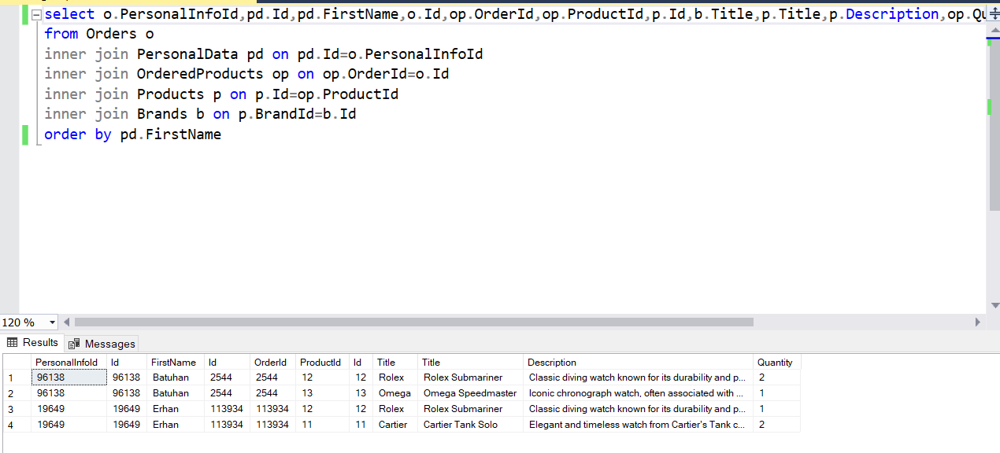 select o.PersonalInfoId,pd.Id,pd.FirstName,o.Id,op.OrderId,op.ProductId,p.Id,b.Title,p.Title,p.Description,op.Qu
from Orders o
inner join PersonalData pd on pd.Id=o.PersonalInfoId
inner join OrderedProducts op on op.OrderId=o.Id
inner join Products p on p.Id=op.ProductId
inner join Brands b on p.BrandId=b.Id
order by pd.FirstName
120 %
Results Messages
PersonalInfoId Id FirstName Id OrderId ProductId Id Title Title Description Quantity
1 96138 96138 Batuhan 2544 2544 12 12 Rolex Rolex Submariner Classic diving watch known for its durability and p... 2
2 96138 96138 Batuhan 2544 2544 13 13 Omega Omega Speedmaster Iconic chronograph watch, often associated with ... 1
3 19649 19649 Erhan 113934 113934 12 12 Rolex Rolex Submariner Classic diving watch known for its durability and p... 1
4 19649 19649 Erhan 113934 113934 11 11 Cartier Cartier Tank Solo Elegant and timeless watch from Cartier's Tank c... 2